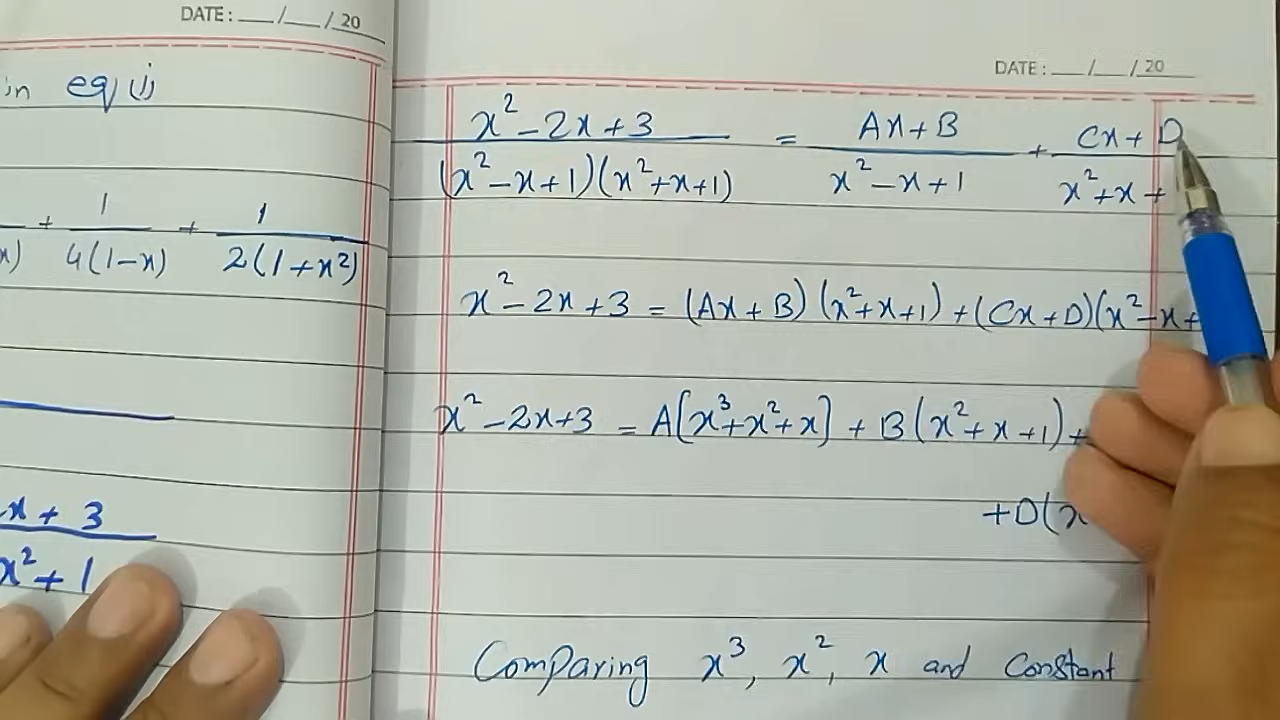 DATE: ___/___/20
in eq ij
+ 1/4(1-x) + 1/2(1+x²)
x + 3
x² + 1
DATE: ___/___/20
(x² - 2x + 3)/((x² - x + 1)(x² + x + 1)) = (Ax + B)/(x² - x + 1) + (Cx + D)/(x² + x +
x² - 2x + 3 = (Ax + B)(x² + x + 1) + (Cx + D)(x² - x +
x² - 2x + 3 = A[x³ + x² + x] + B(x² + x + 1) +
+ D(x
Comparing x³, x², x and constant